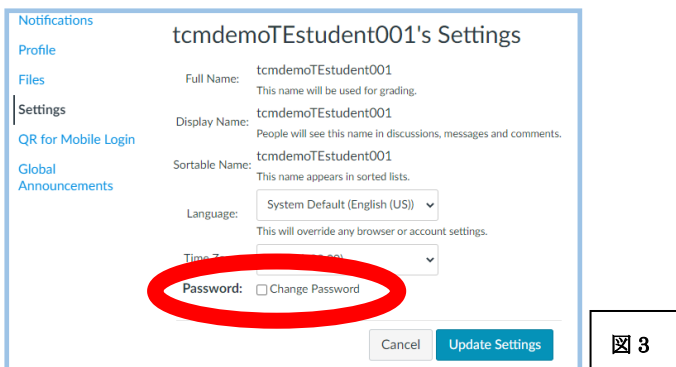 Notifications
Profile
Files
Settings
QR for Mobile Login
Global
Announcements
tcmdemoTEstudent001's Settings
Full Name: tcmdemoTEstudent001
This name will be used for grading.
Display Name: tcmdemoTEstudent001
People will see this name in discussions, messages and comments.
Sortable Name: tcmdemoTEstudent001
This name appears in sorted lists.
Language: System Default (English (US))
This will override any browser or account settings.
Password: Change Password
Cancel Update Settings
図 3